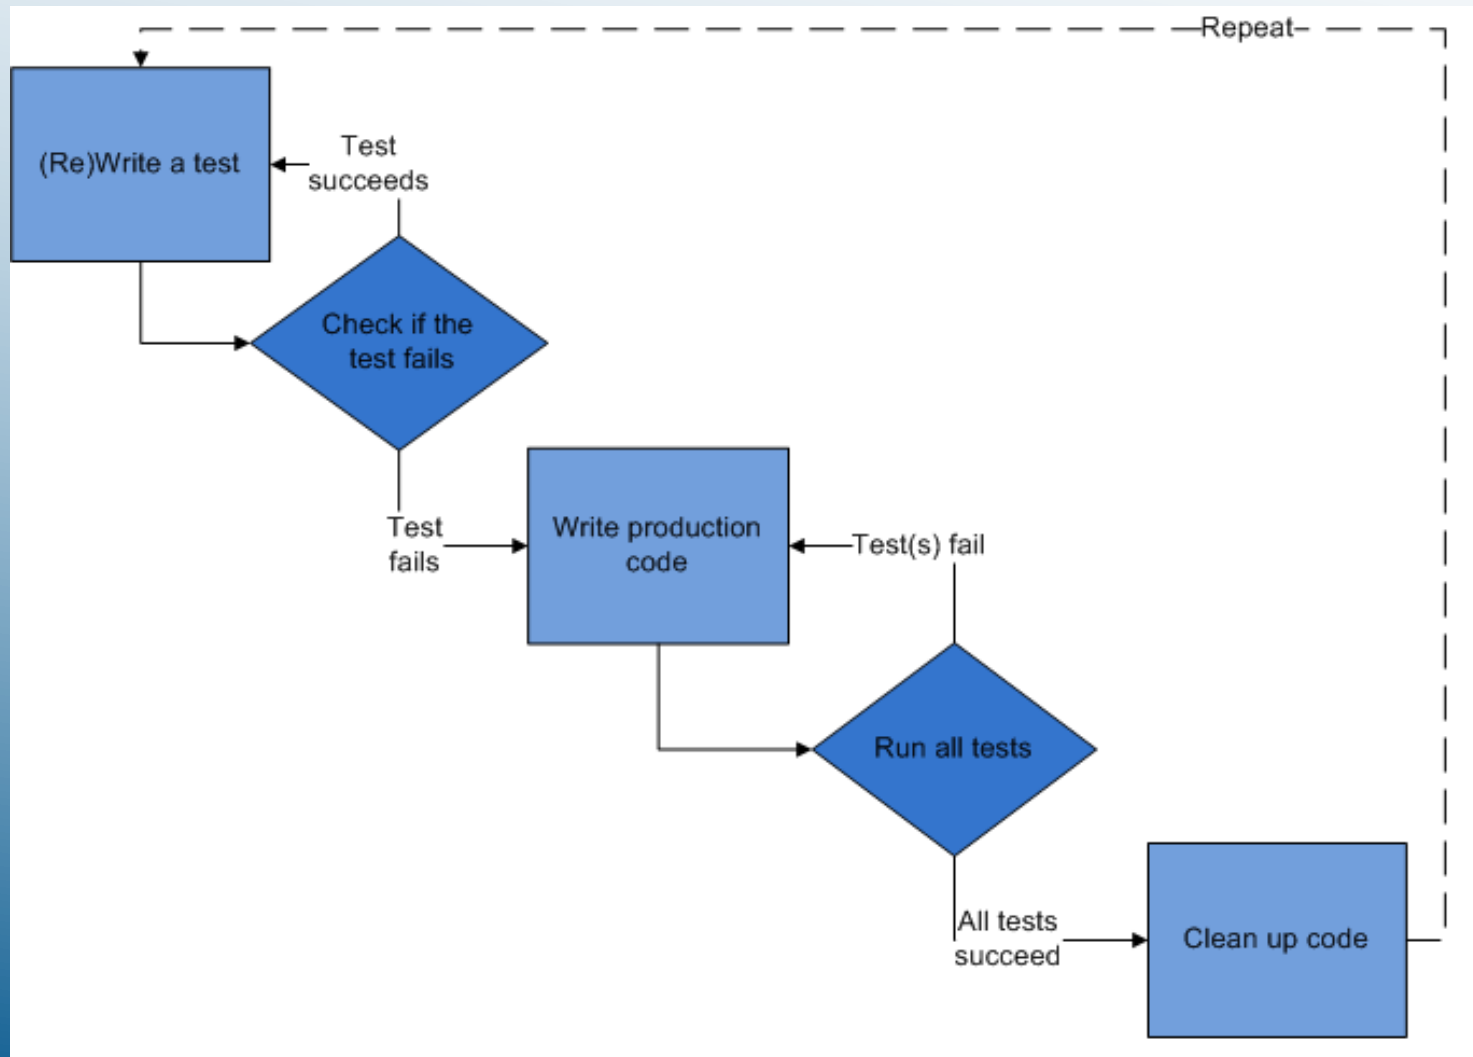 Repeat
(Re)Write a test
Test
succeeds
Check if the
test fails
Test
fails
Write production
code
Test(s) fail
Run all tests
All tests
succeed
Clean up code